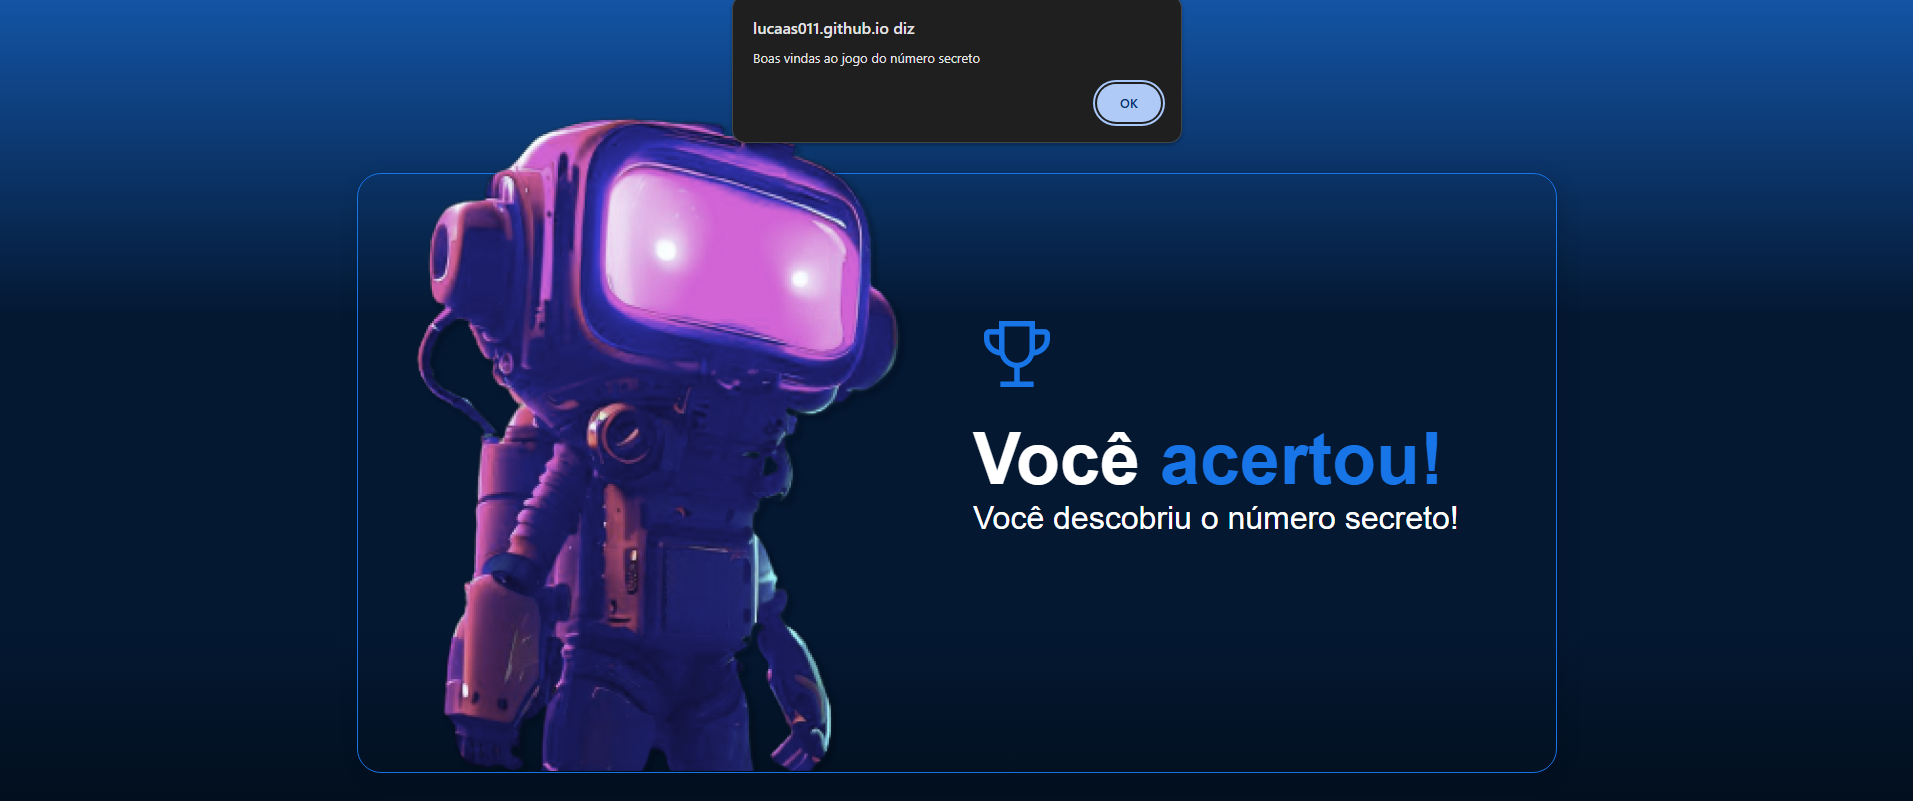 lucaas011.github.io diz
Boas vindas ao jogo do número secreto
OK
Você acertou!
Você descobriu o número secreto!